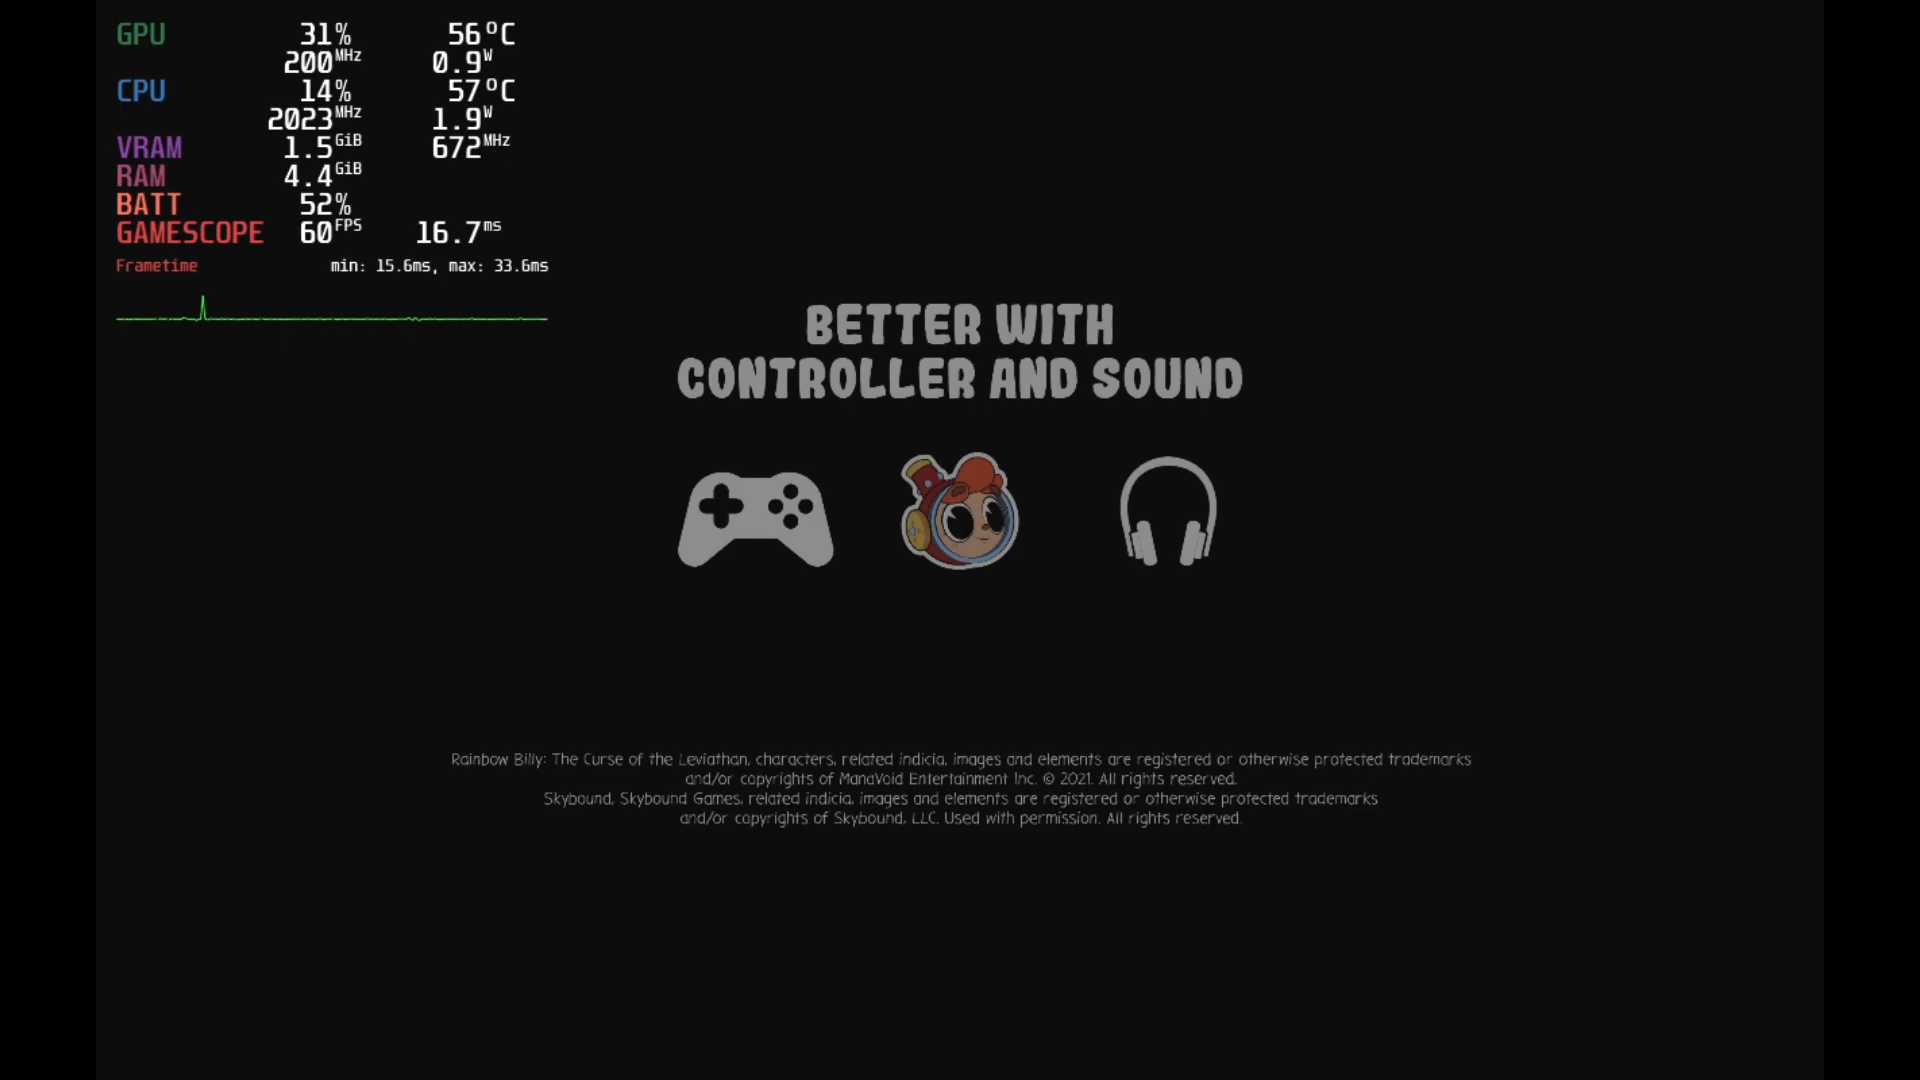 GPU 31% 56°C
200MHz 0.9W
CPU 14% 57°C
2023MHz 1.9W
VRAM 1.5GiB 672MHz
RAM 4.4GiB
BATT 52%
GAMESCOPE 60FPS 16.7ms
Frametime min: 15.6ms, max: 33.6ms
BETTER WITH
CONTROLLER AND SOUND
Rainbow Billy: The Curse of the Leviathan, characters, related indicia, images and elements are registered or otherwise protected trademarks
and/or copyrights of ManaVoid Entertainment Inc. © 2021. All rights reserved.
Skybound, Skybound Games, related indicia, images and elements are registered or otherwise protected trademarks
and/or copyrights of Skybound, LLC. Used with permission. All rights reserved.